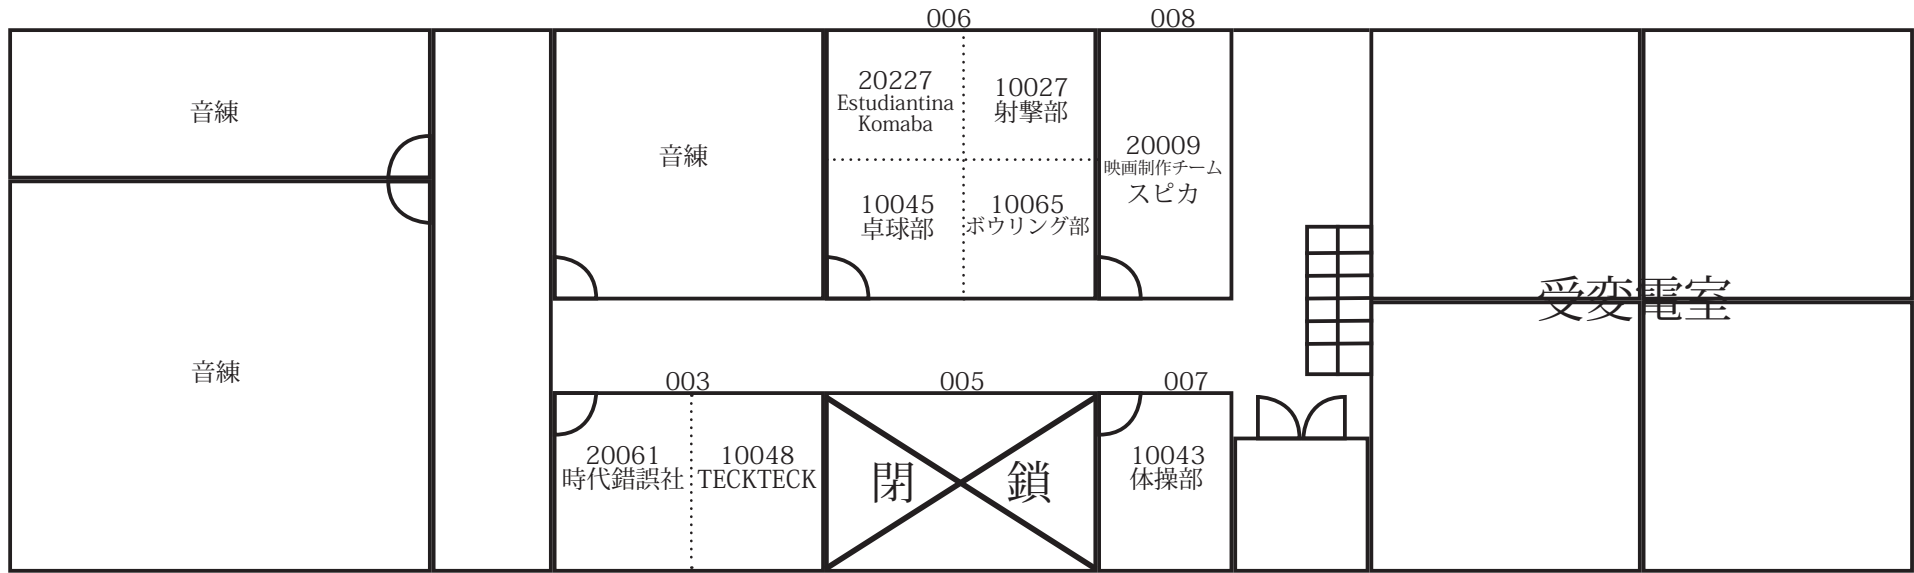 006
008
音練
音練
20227
Estudiantina
Komaba
10027
射撃部
10045
卓球部
10065
ボウリング部
20009
映画制作チーム
スピカ
受変電室
音練
003
005
007
20061
時代錯誤社
10048
TECKTECK
閉鎖
10043
体操部